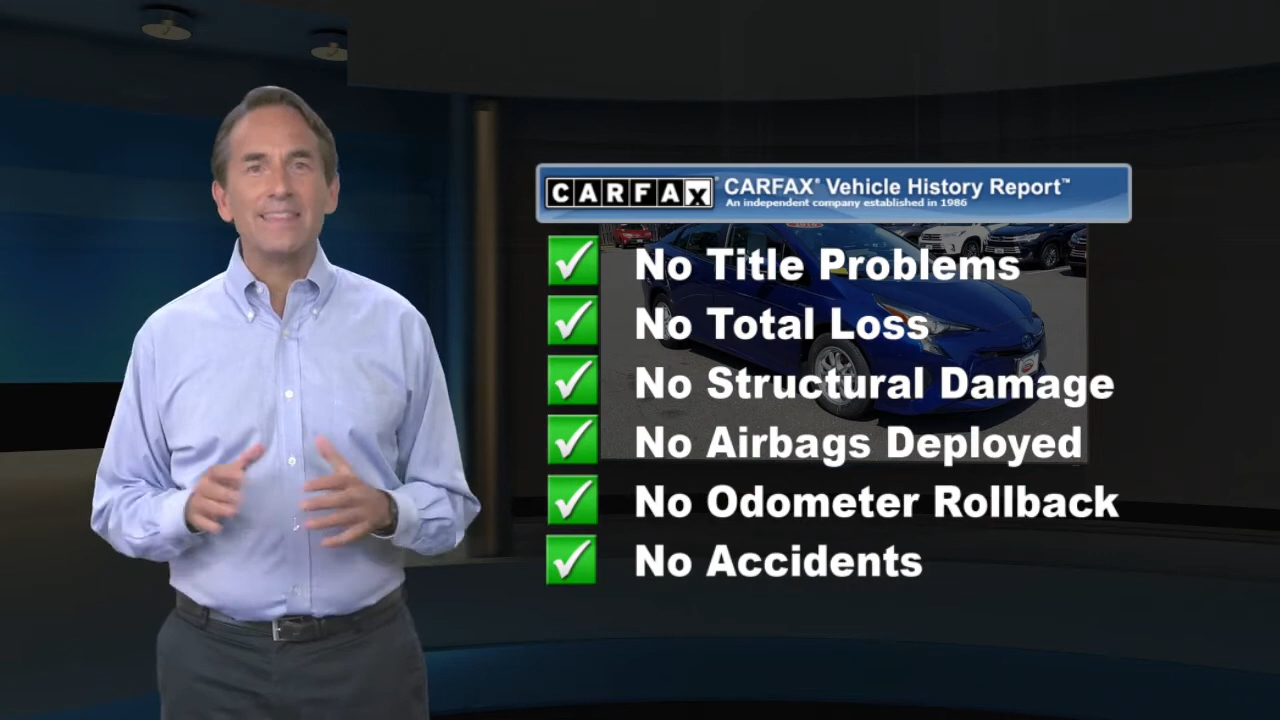 CARFAX® CARFAX® Vehicle History Report™
An independent company established in 1986
No Title Problems
No Total Loss
No Structural Damage
No Airbags Deployed
No Odometer Rollback
No Accidents